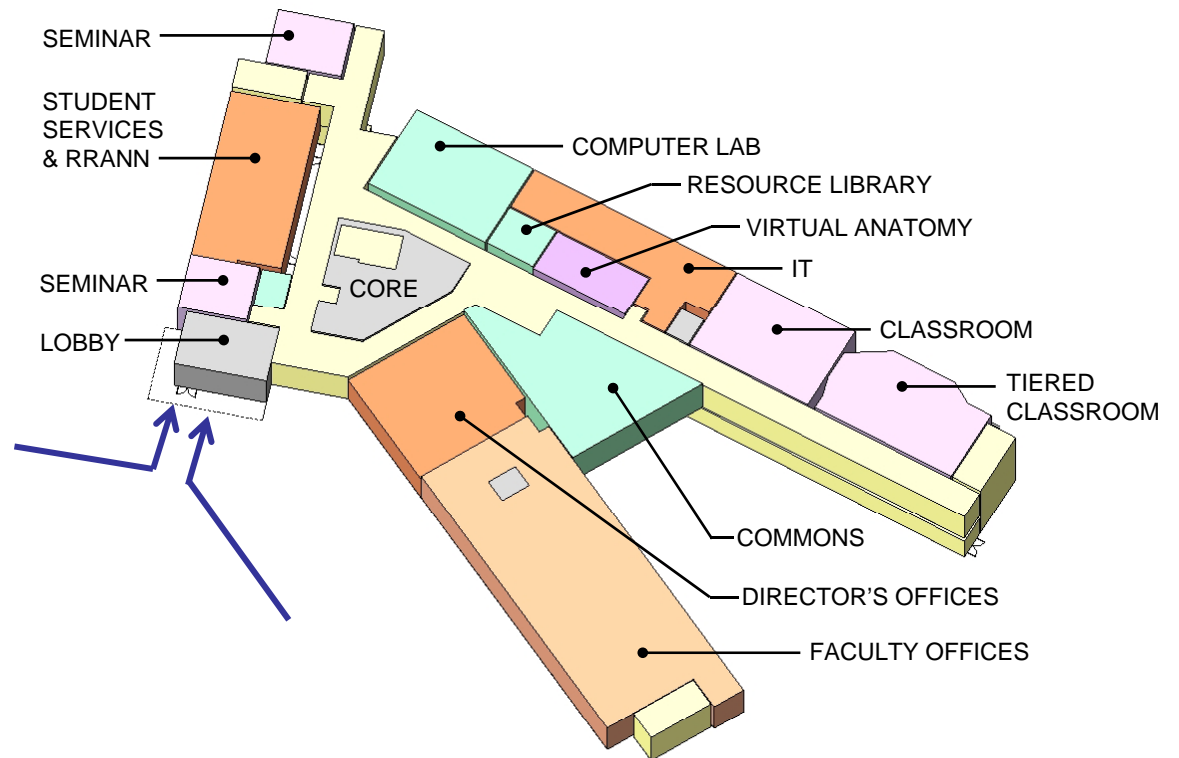 SEMINAR
STUDENT
SERVICES
& RRANN
COMPUTER LAB
RESOURCE LIBRARY
VIRTUAL ANATOMY
IT
SEMINAR
CORE
LOBBY
CLASSROOM
TIERED
CLASSROOM
COMMONS
DIRECTOR'S OFFICES
FACULTY OFFICES